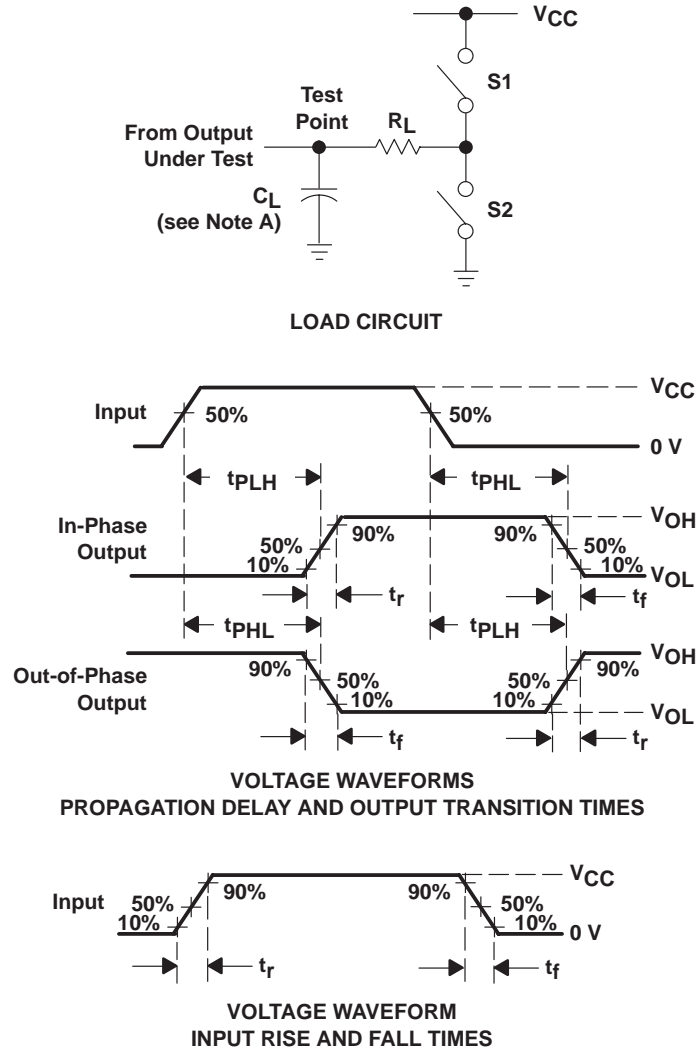 VCC
S1
Test
Point
RL
From Output
Under Test
CL
(see Note A)
S2
LOAD CIRCUIT
Input
50%
50%
VCC
0 V
tPLH
tPHL
In-Phase
Output
90%
90%
VOH
50%
50%
10%
10%
VOL
tr
tf
tPHL
tPLH
Out-of-Phase
Output
90%
90%
VOH
50%
50%
10%
10%
VOL
tf
tr
VOLTAGE WAVEFORMS
PROPAGATION DELAY AND OUTPUT TRANSITION TIMES
Input
90%
90%
VCC
50%
50%
10%
10%
0 V
tr
tf
VOLTAGE WAVEFORM
INPUT RISE AND FALL TIMES